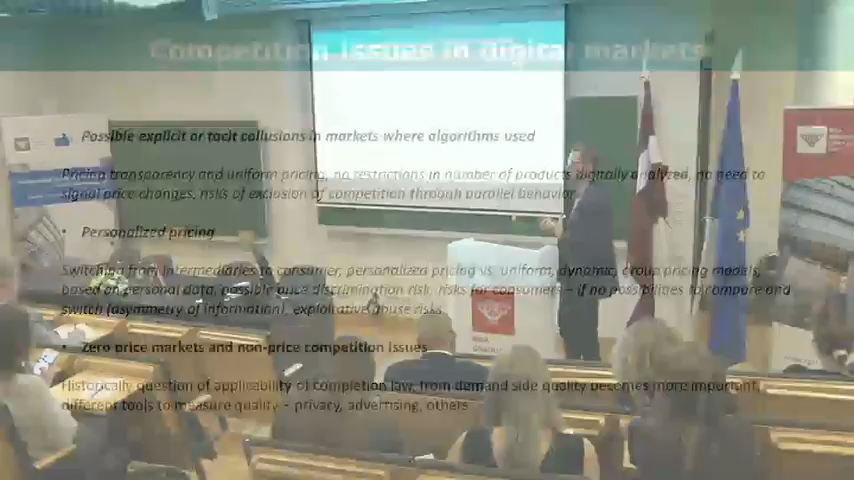 Competition issues in digital markets
Possible explicit or tacit collusions in markets where algorithms used
Pricing transparency and uniform pricing, no restrictions in number of products digitally analyzed, no need to
signal price changes, risks of exclusion of competition through parallel behavior
• Personalized pricing
Switching from intermediaries to consumer, personalized pricing vs. uniform, dynamic, group pricing models,
based on personal data, possible price discrimination risk, risks for consumers – if no possibilities to compare and
switch (asymmetry of information), exploitative abuse risks
• Zero price markets and non-price competition issues
Historically question of applicability of completion law, from demand side quality becomes more important,
different tools to measure quality – privacy, advertising, others